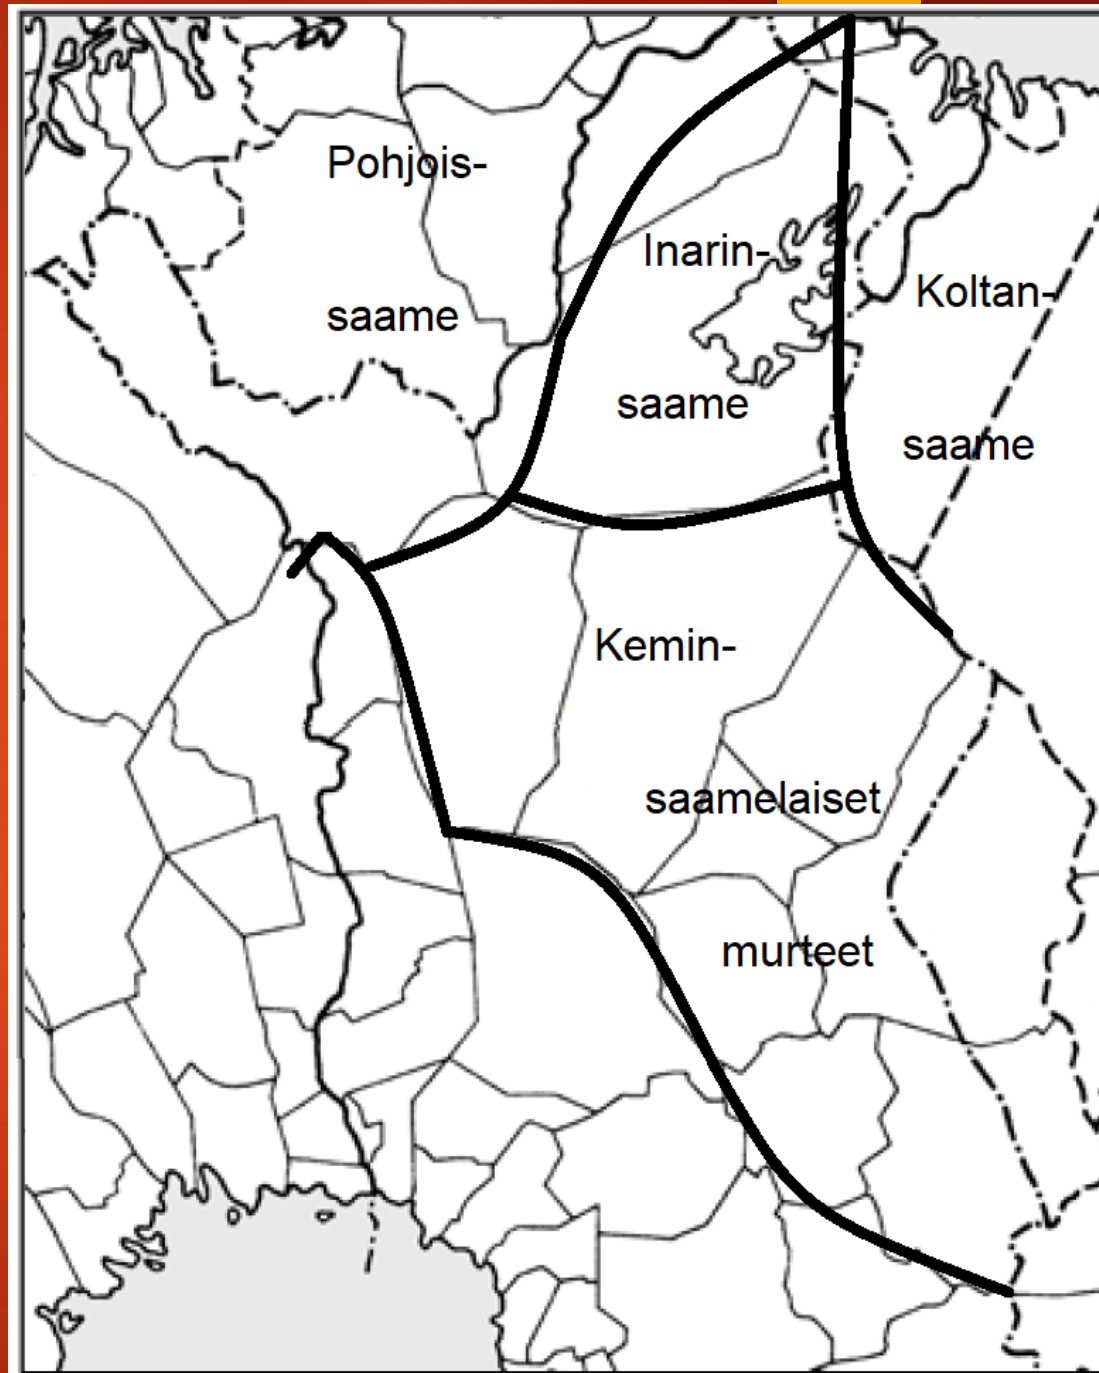 Pohjois-
saame
Inarin-
saame
Koltan-
saame
Kemin-
saamelaiset
murteet